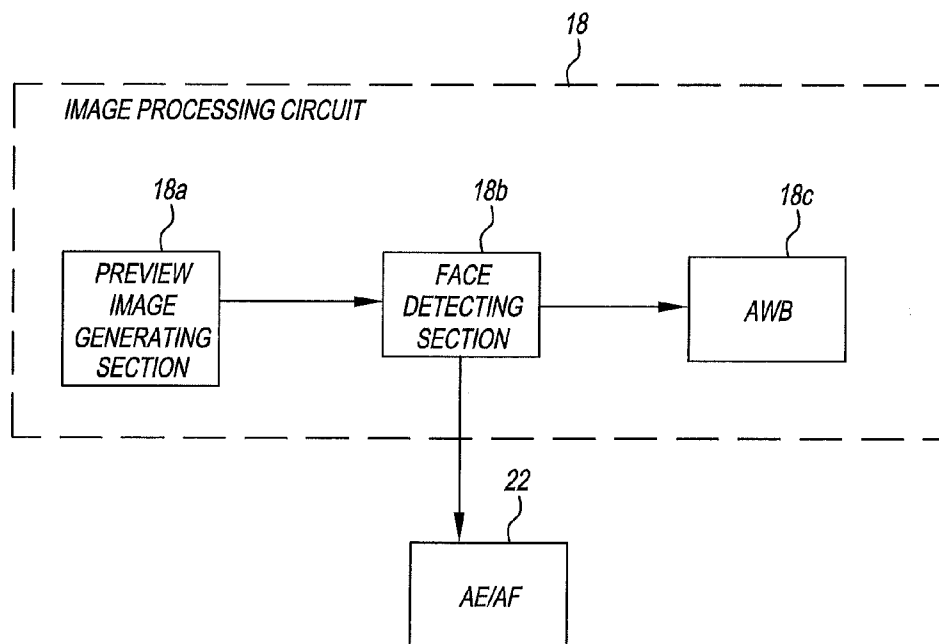 18
IMAGE PROCESSING CIRCUIT
18a
18b
18c
PREVIEW
IMAGE
GENERATING
SECTION
FACE
DETECTING
SECTION
AWB
22
AE/AF